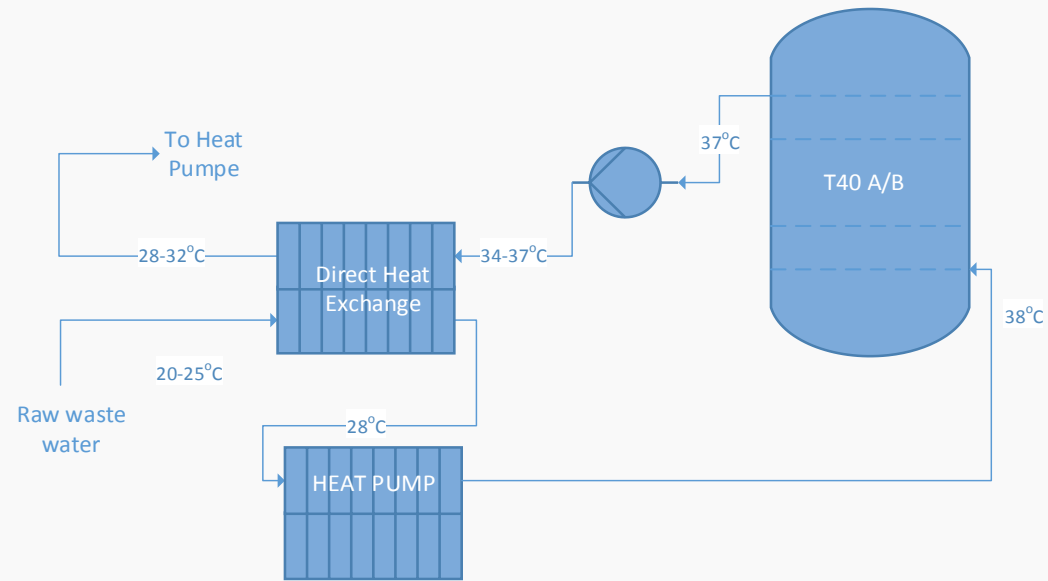 To Heat
Pumpe
37°C
T40 A/B
28-32°C
34-37°C
Direct Heat
Exchange
38°C
20-25°C
Raw waste
water
28°C
HEAT PUMP